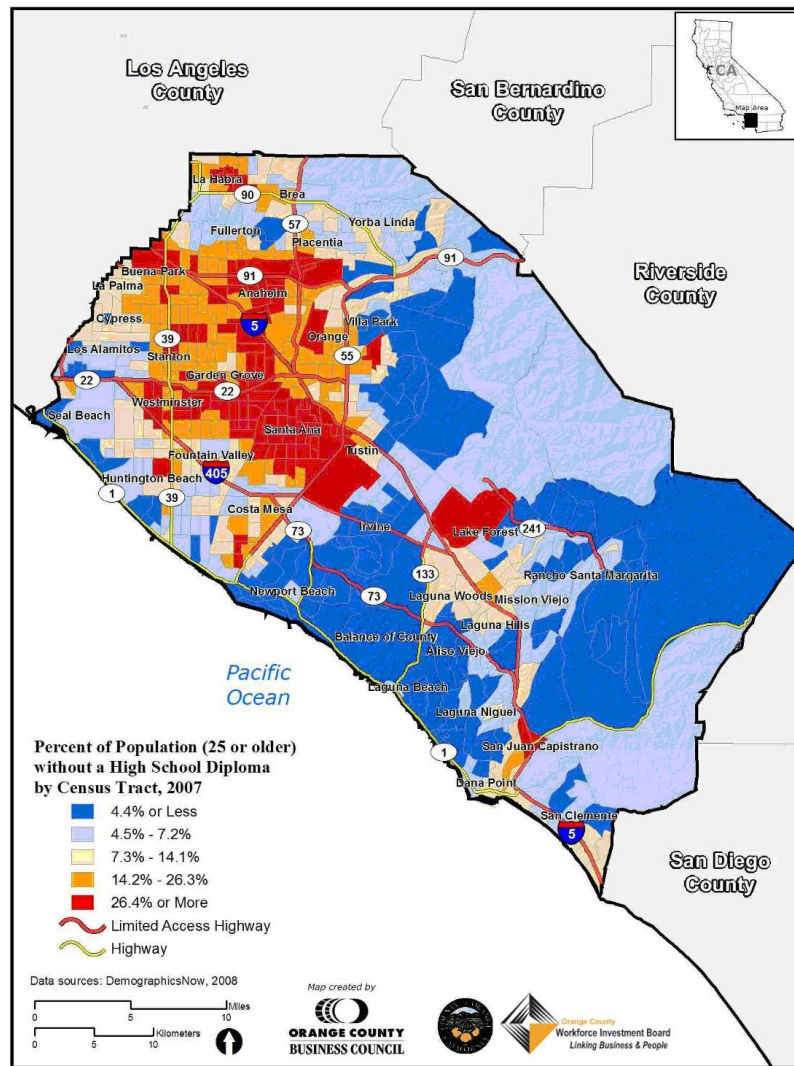 Los Angeles
County
San Bernardino
County
CA
Map Area
La Habra
90
Brea
Yorba Linda
57
Fullerton
Placentia
91
Buena Park
91
Riverside
County
La Palma
Anaheim
Cypress
5
Villa Park
39
Orange
Los Alamitos
Stanton
55
22
Garden Grove
22
Westminster
Seal Beach
Santa Ana
Tustin
Fountain Valley
405
Huntington Beach
1
39
Costa Mesa
Irvine
73
Lake Forest
241
133
Rancho Santa Margarita
Newport Beach
73
Laguna Woods
Mission Viejo
Laguna Hills
Balance of County
Aliso Viejo
Pacific
Ocean
Laguna Beach
Laguna Niguel
San Juan Capistrano
1
Dana Point
San Clemente
5
San Diego
County
Percent of Population (25 or older)
without a High School Diploma
by Census Tract, 2007
4.4% or Less
4.5% - 7.2%
7.3% - 14.1%
14.2% - 26.3%
26.4% or More
Limited Access Highway
Highway
Data sources: DemographicsNow, 2008
Miles
0 5 10
Kilometers
0 5 10
Map created by
ORANGE COUNTY
BUSINESS COUNCIL
Orange County
Workforce Investment Board
Linking Business & People